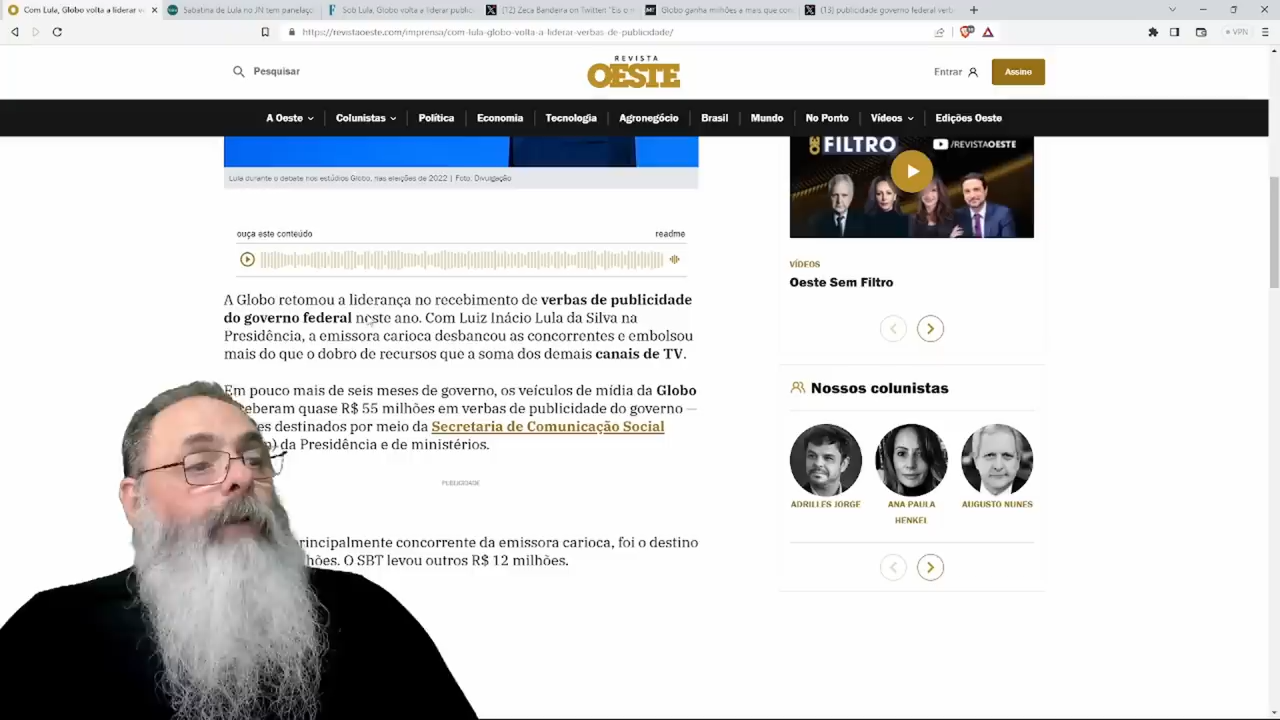 Com Lula, Globo volta a liderar v
Sabatina de Lula no JN tem panelaço
Sob Lula, Globo volta a liderar public
(12) Zeca Bandeira on Twitter: "Eis o m
Globo ganha milhões a mais que con
(13) publicidade governo federal verb
https://revistaoeste.com/imprensa/com-lula-globo-volta-a-liderar-verbas-de-publicidade/
VPN
Pesquisar
REVISTA
OESTE
Entrar
Assine
A Oeste
Colunistas
Política
Economia
Tecnologia
Agronegócio
Brasil
Mundo
No Ponto
Vídeos
Edições Oeste
FILTRO
/REVISTAOESTE
Lula durante o debate nos estúdios Globo, nas eleições de 2022 | Foto: Divulgação
ouça este conteúdo
readme
VÍDEOS
Oeste Sem Filtro
A Globo retomou a liderança no recebimento de verbas de publicidade
do governo federal neste ano. Com Luiz Inácio Lula da Silva na
Presidência, a emissora carioca desbancou as concorrentes e embolsou
mais do que o dobro de recursos que a soma dos demais canais de TV.
Em pouco mais de seis meses de governo, os veículos de mídia da Globo
ceberam quase R$ 55 milhões em verbas de publicidade do governo —
es destinados por meio da Secretaria de Comunicação Social
) da Presidência e de ministérios.
PUBLICIDADE
rincipalmente concorrente da emissora carioca, foi o destino
hões. O SBT levou outros R$ 12 milhões.
Nossos colunistas
ADRILLES JORGE
ANA PAULA
HENKEL
AUGUSTO NUNES